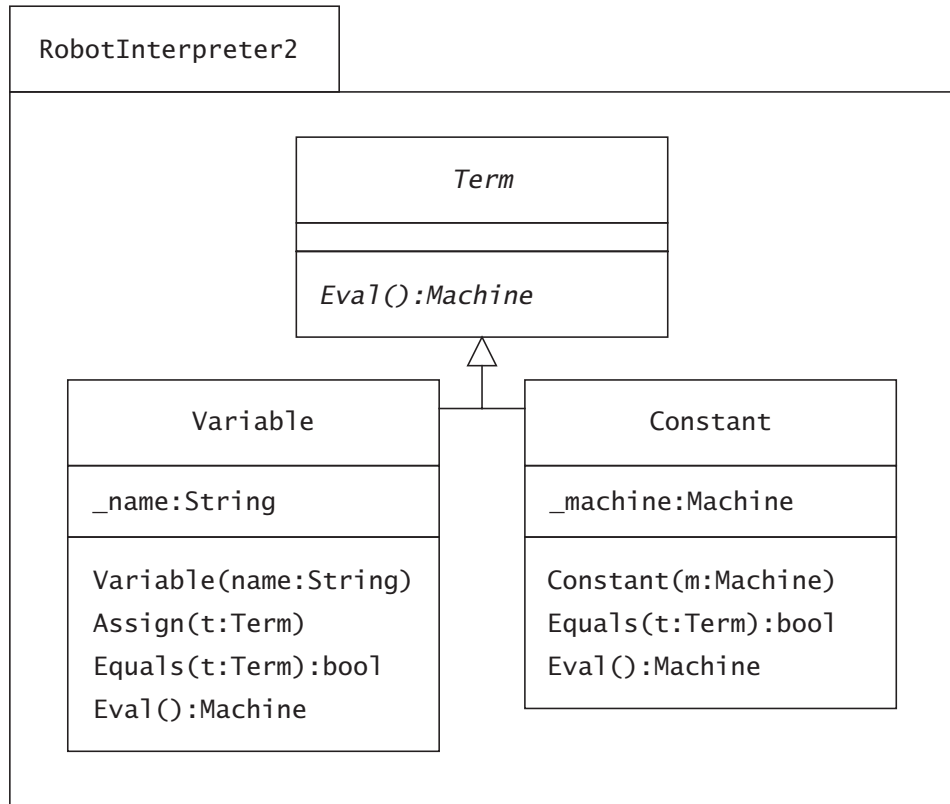 RobotInterpreter2
Term
Eval():Machine
Variable
_name:String
Variable(name:String)
Assign(t:Term)
Equals(t:Term):bool
Eval():Machine
Constant
_machine:Machine
Constant(m:Machine)
Equals(t:Term):bool
Eval():Machine